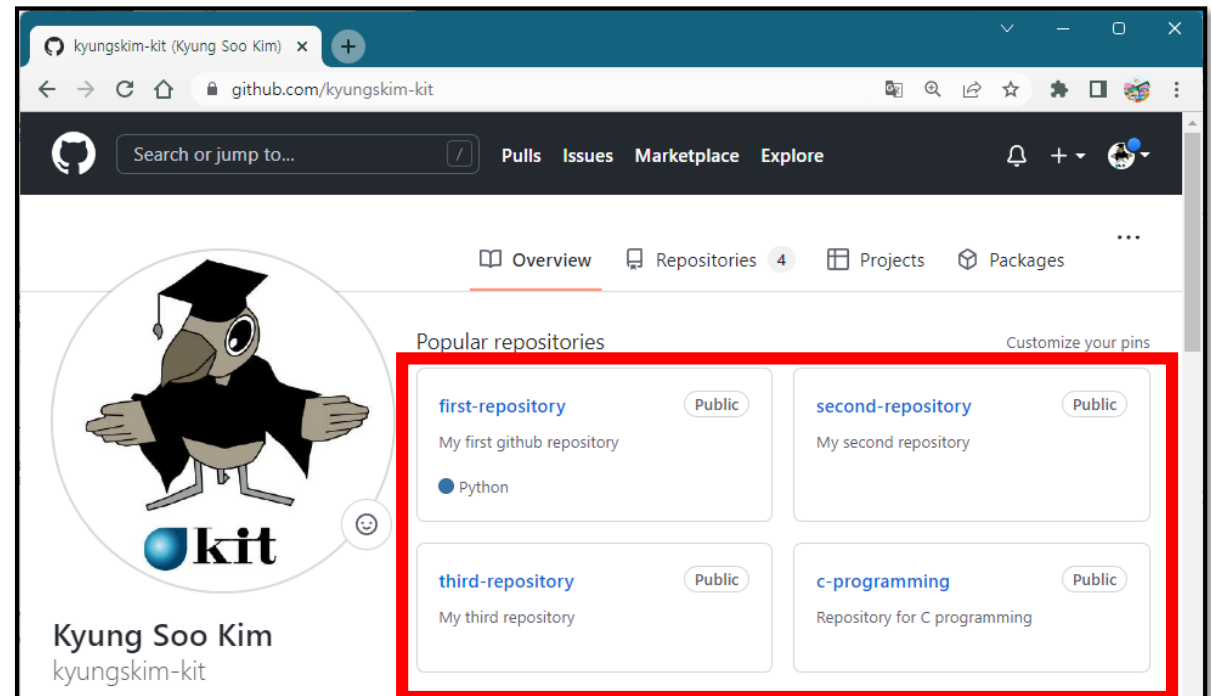 kyungskim-kit (Kyung Soo Kim)
github.com/kyungskim-kit
Search or jump to... / Pulls Issues Marketplace Explore
Overview Repositories 4 Projects Packages
Popular repositories Customize your pins
first-repository Public
My first github repository
Python
second-repository Public
My second repository
third-repository Public
My third repository
c-programming Public
Repository for C programming
kit
Kyung Soo Kim
kyungskim-kit